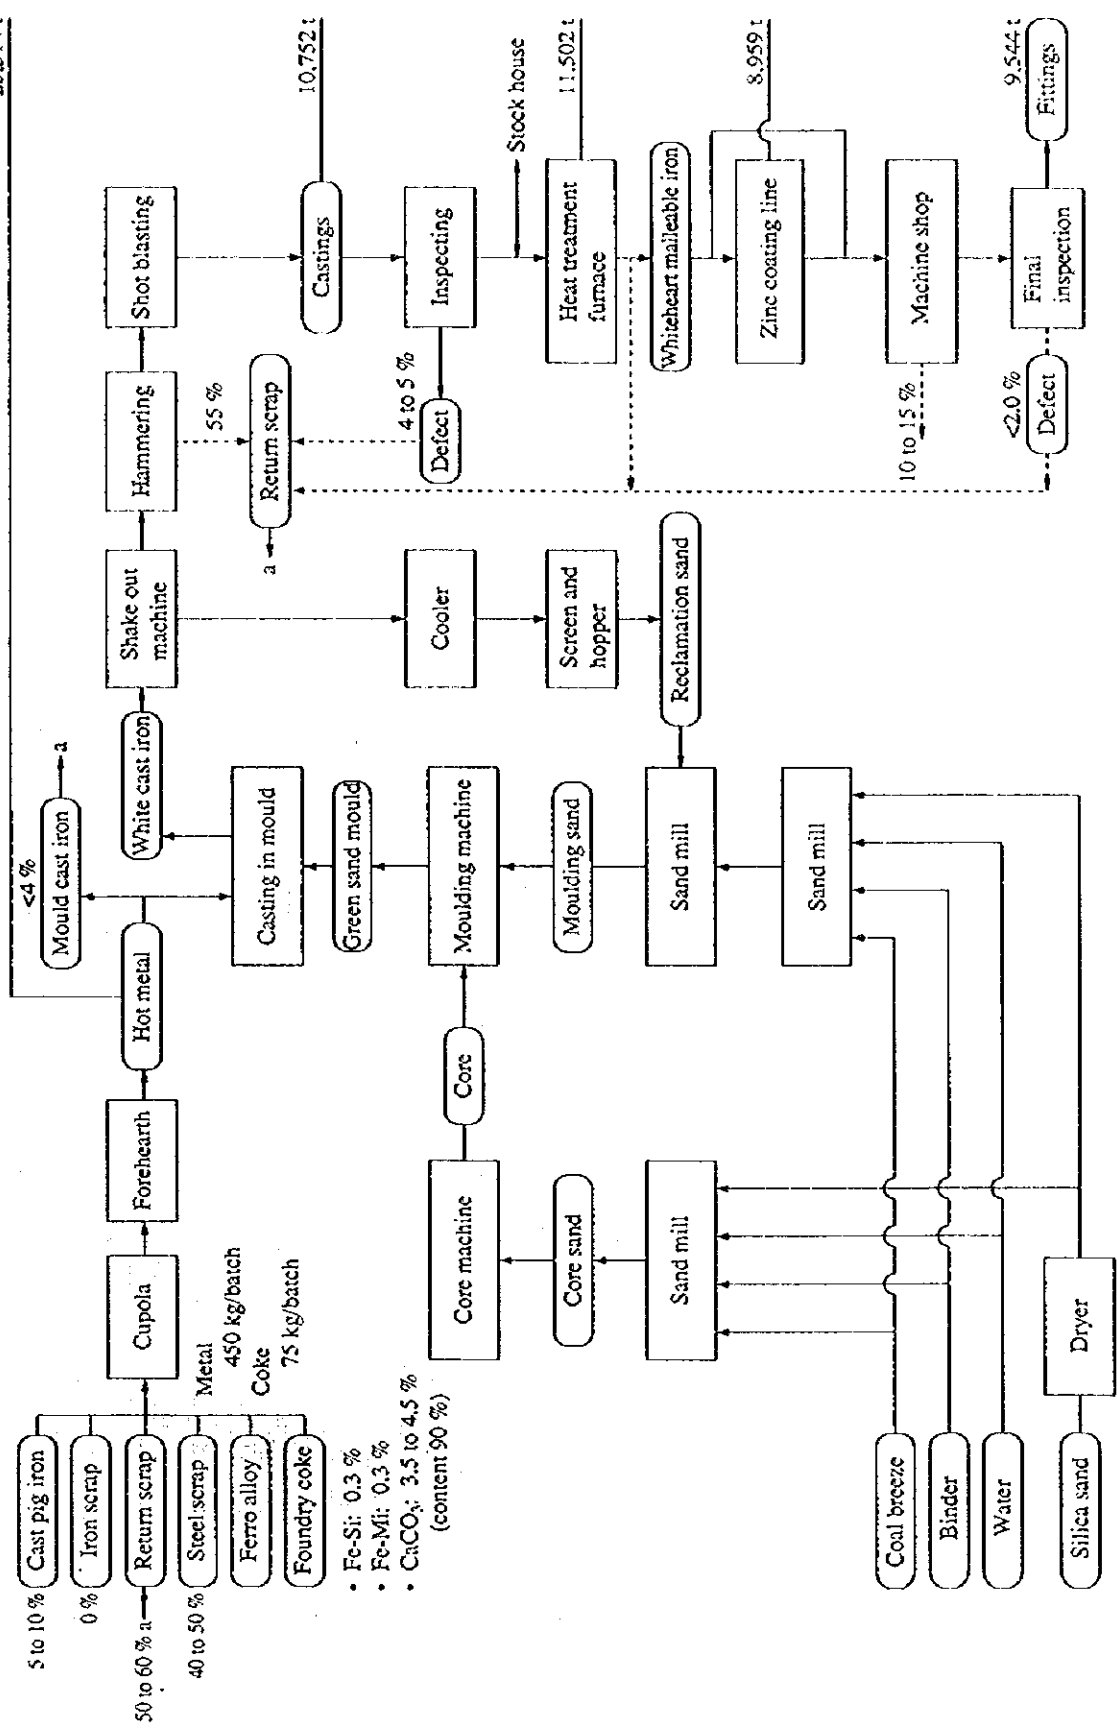 5 to 10 %
Cast pig iron
0 %
Iron scrap
50 to 60 % a
Return scrap
40 to 50 %
Steel scrap
Ferro alloy
Foundry coke
• Fe-Si: 0.3 %
• Fe-Mi: 0.3 %
• CaCO₃: 3.5 to 4.5 %
(content 90 %)
Metal
450 kg/batch
Coke
75 kg/batch
Cupola
Forehearth
Hot metal
<4 %
Mould cast iron
a
White cast iron
Casting in mould
Green sand mould
Moulding machine
Moulding sand
Sand mill
Sand mill
Core
Core machine
Core sand
Sand mill
Coal breeze
Binder
Water
Silica sand
Dryer
Shake out
machine
Cooler
Screen and
hopper
Reclamation sand
Hammering
55 %
Return scrap
a
Shot blasting
Castings
10.752 t
Inspecting
4 to 5 %
Defect
Stock house
Heat treatment
furnace
11.502 t
Whiteheart malleable iron
Zinc coating line
8.959 t
Machine shop
10 to 15 %
Final
inspection
<2.0 %
Defect
9.544 t
Fittings